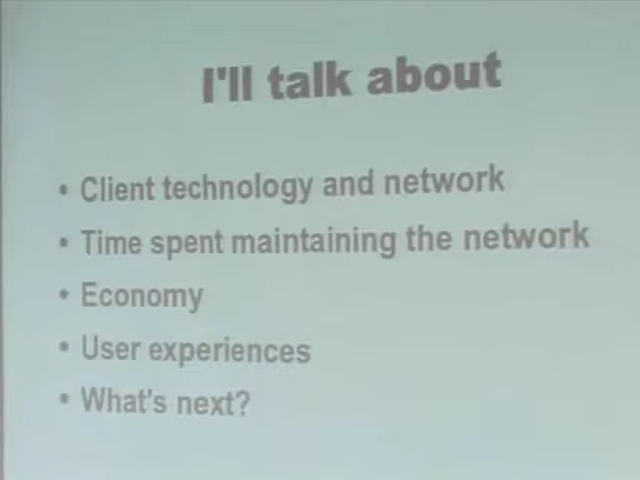 I'll talk about
• Client technology and network
• Time spent maintaining the network
• Economy
• User experiences
• What's next?